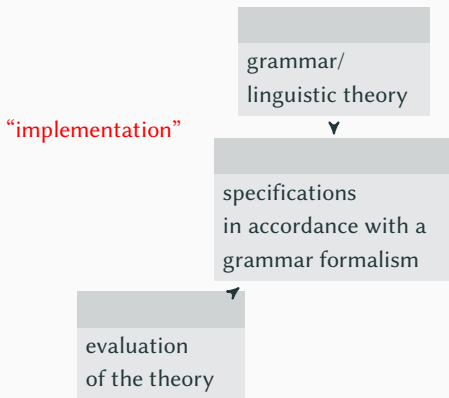 grammar/
linguistic theory
“implementation”
specifications
in accordance with a
grammar formalism
evaluation
of the theory